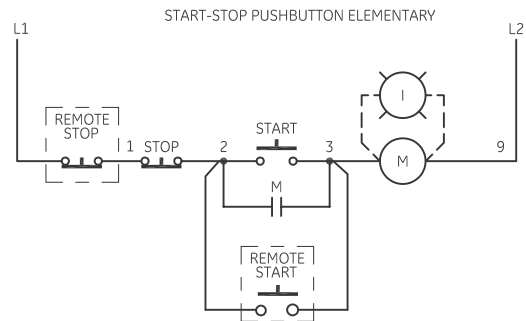 START-STOP PUSHBUTTON ELEMENTARY
L1
L2
REMOTE
STOP
1
STOP
2
START
3
I
M
9
M
REMOTE
START